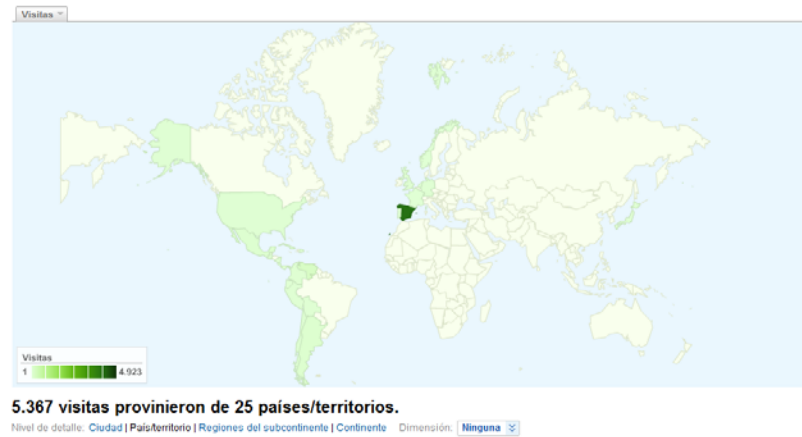 Visitas
Visitas
1 4.923
5.367 visitas provinieron de 25 países/territorios.
Nivel de detalle: Ciudad | País/territorio | Regiones del subcontinente | Continente Dimensión: Ninguna